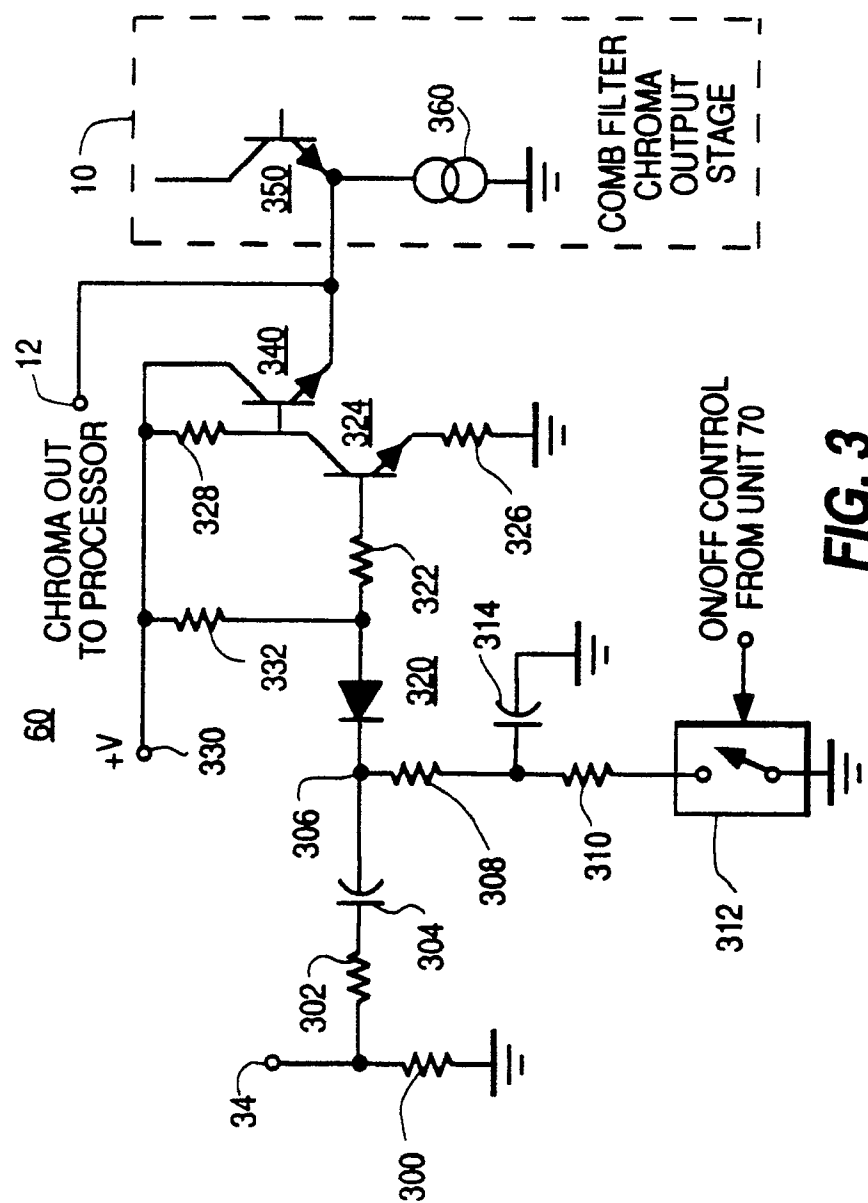 60
+V
330
CHROMA OUT
TO PROCESSOR
12
10
332
328
340
324
350
360
COMB FILTER
CHROMA
OUTPUT
STAGE
34
302
304
306
320
322
326
300
308
314
310
312
ON/OFF CONTROL
FROM UNIT 70
FIG. 3